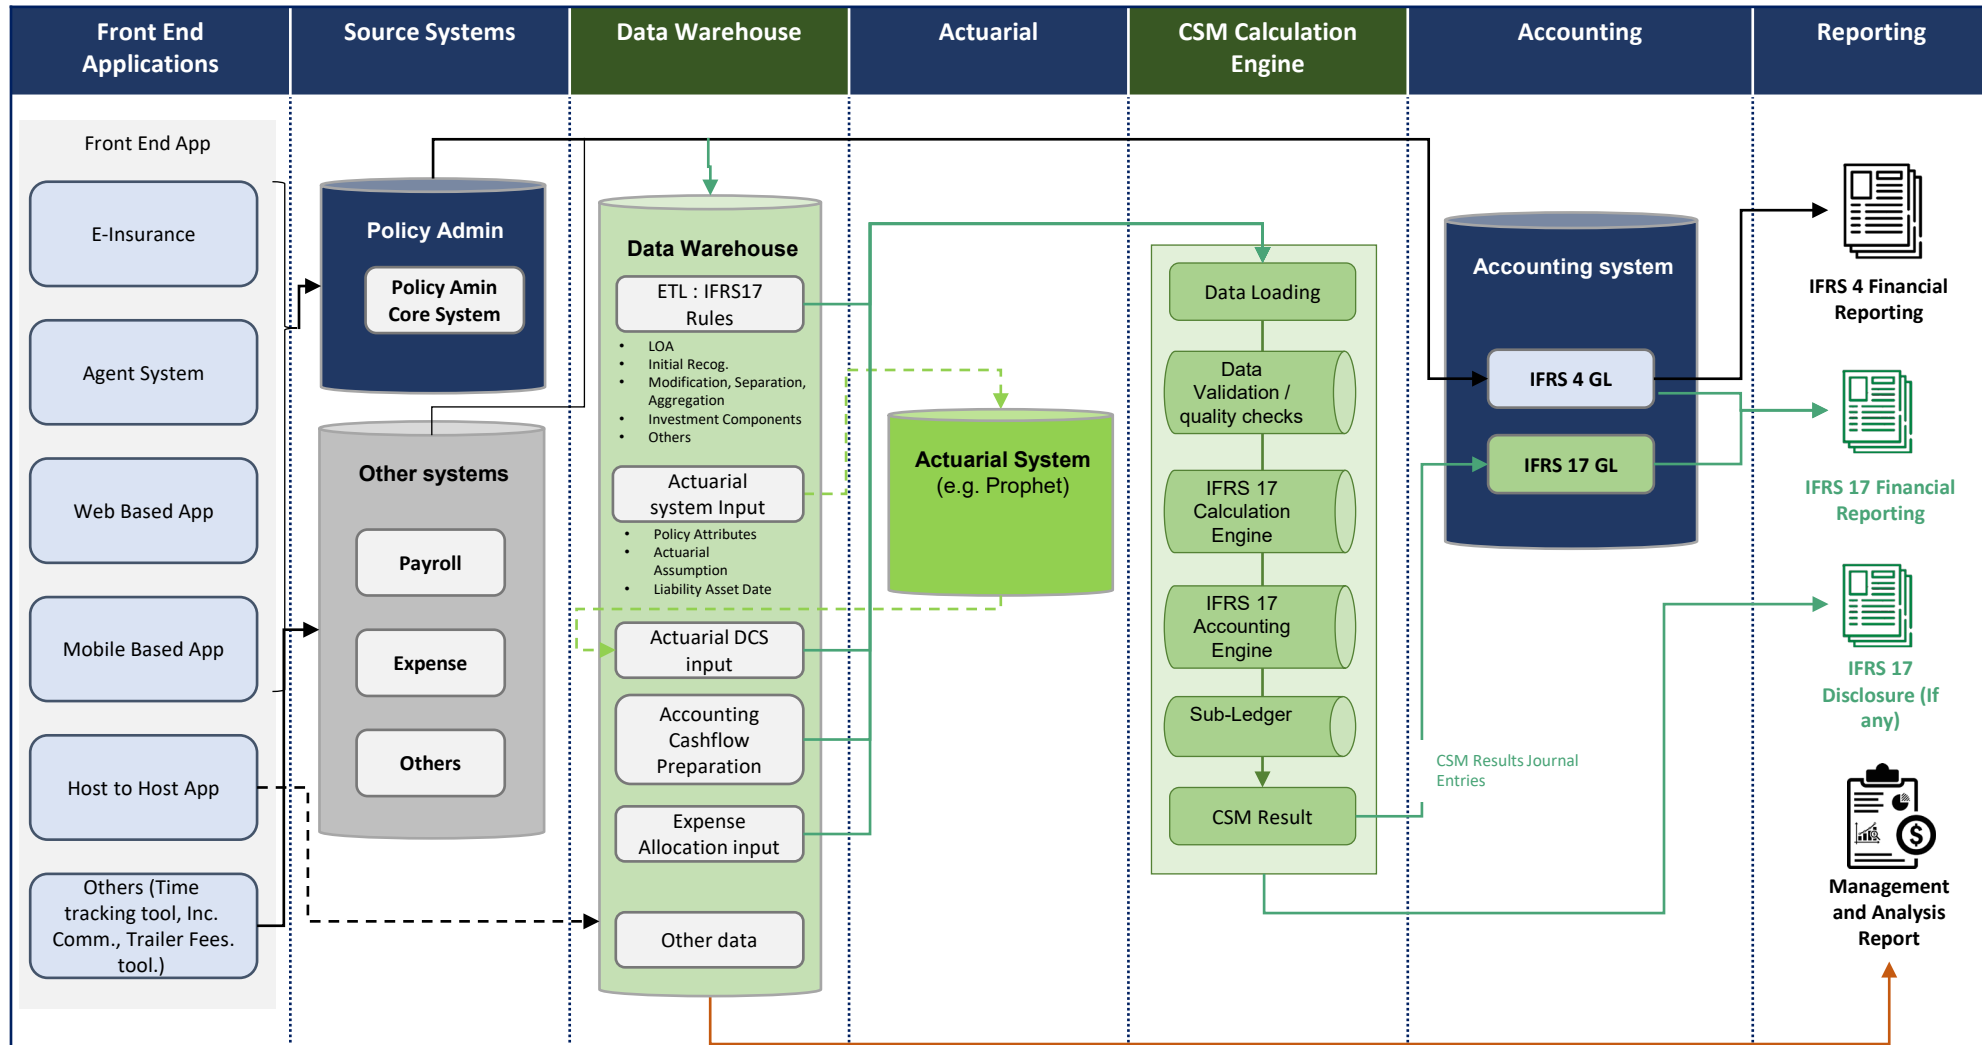 Front End
Applications
Source Systems
Data Warehouse
Actuarial
CSM Calculation
Engine
Accounting
Reporting
Front End App
E-Insurance
Agent System
Web Based App
Mobile Based App
Host to Host App
Others (Time
tracking tool, Inc.
Comm., Trailer Fees.
tool.)
Policy Admin
Policy Amin
Core System
Other systems
Payroll
Expense
Others
Data Warehouse
ETL : IFRS17
Rules
• LOA
• Initial Recog.
• Modification, Separation,
Aggregation
• Investment Components
• Others
Actuarial
system Input
• Policy Attributes
• Actuarial
Assumption
• Liability Asset Date
Actuarial DCS
input
Accounting
Cashflow
Preparation
Expense
Allocation input
Other data
Actuarial System
(e.g. Prophet)
Data Loading
Data
Validation /
quality checks
IFRS 17
Calculation
Engine
IFRS 17
Accounting
Engine
Sub-Ledger
CSM Result
CSM Results Journal
Entries
Accounting system
IFRS 4 GL
IFRS 17 GL
IFRS 4 Financial
Reporting
IFRS 17 Financial
Reporting
IFRS 17
Disclosure (If
any)
$
Management
and Analysis
Report